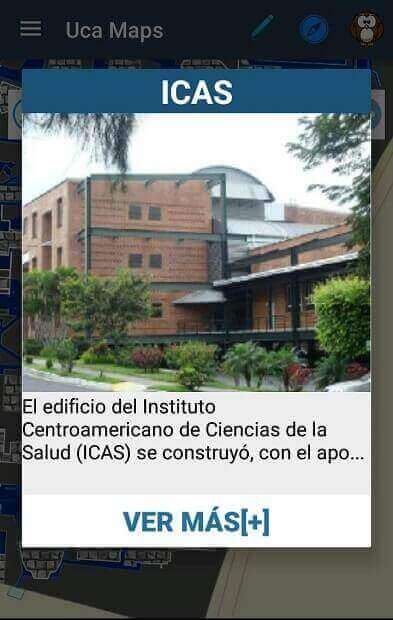 Uca Maps
ICAS
El edificio del Instituto
Centroamericano de Ciencias de la
Salud (ICAS) se construyó, con el apo...
VER MÁS[+]